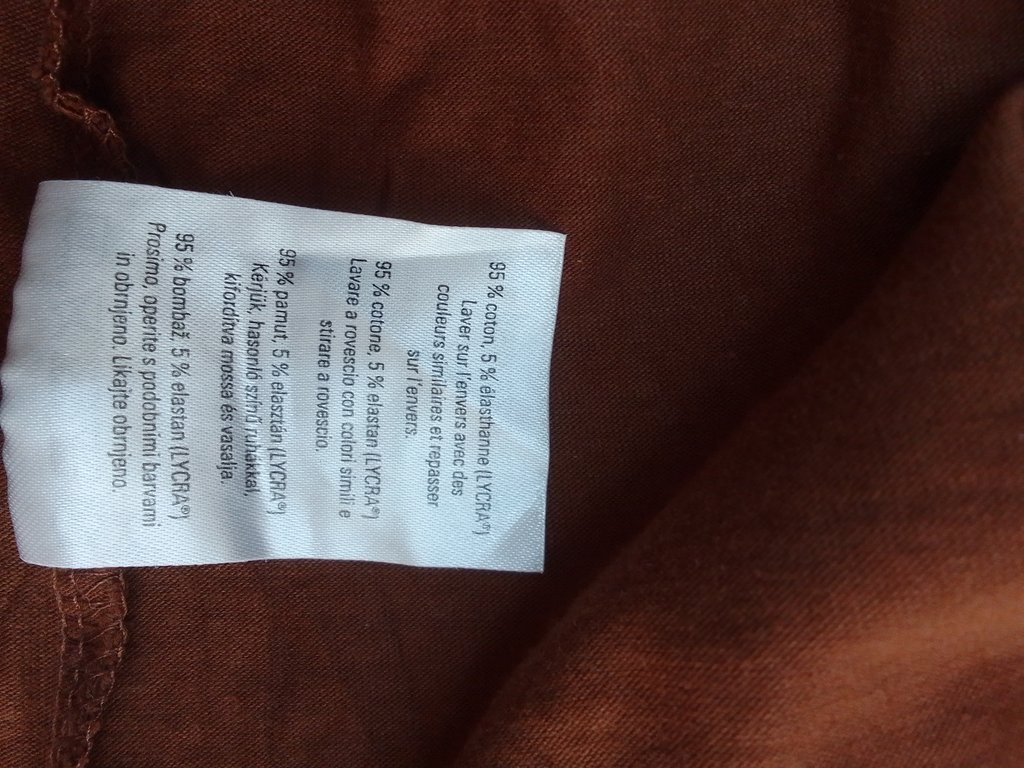 95 % coton, 5 % élasthanne (LYCRA®)
Laver sur l'envers avec des
couleurs similaires et repasser
sur l'envers.
95 % cotone, 5 % elastan (LYCRA®)
Lavare a rovescio con colori simili e
stirare a rovescio.
95 % pamut, 5 % elasztán (LYCRA®)
Kérjük, hasonló színű ruhákkal,
kifordítva mossa és vasalja
95 % bombaž, 5 % elastan (LYCRA®)
Prosimo, operite s podobnimi barvami
in obrnjeno. Likajte obrnjeno.